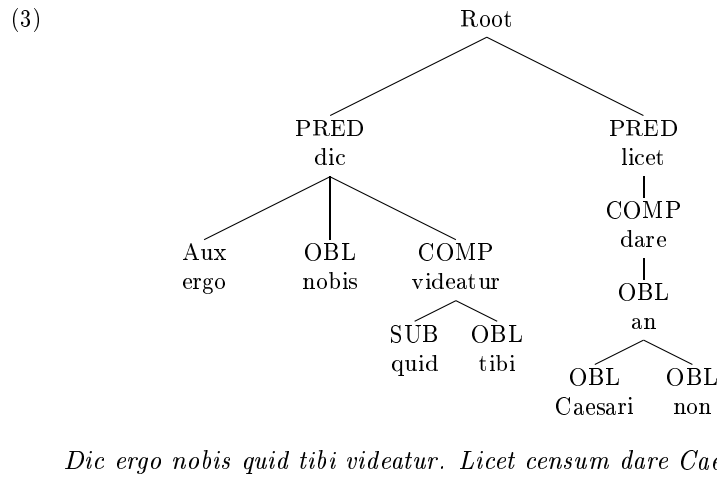 (3) Root
PRED PRED
dic licet
COMP
dare
Aux OBL COMP
ergo nobis videatur
OBL
an
SUB OBL
quid tibi
OBL OBL
Caesari non
Dic ergo nobis quid tibi videatur. Licet censum dare Cae